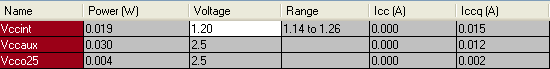 Name Power (W) Voltage Range Icc (A) Iccq (A)
Vccint 0.019 1.20 1.14 to 1.26 0.000 0.015
Vccaux 0.030 2.5 0.000 0.012
Vcco25 0.004 2.5 0.000 0.002